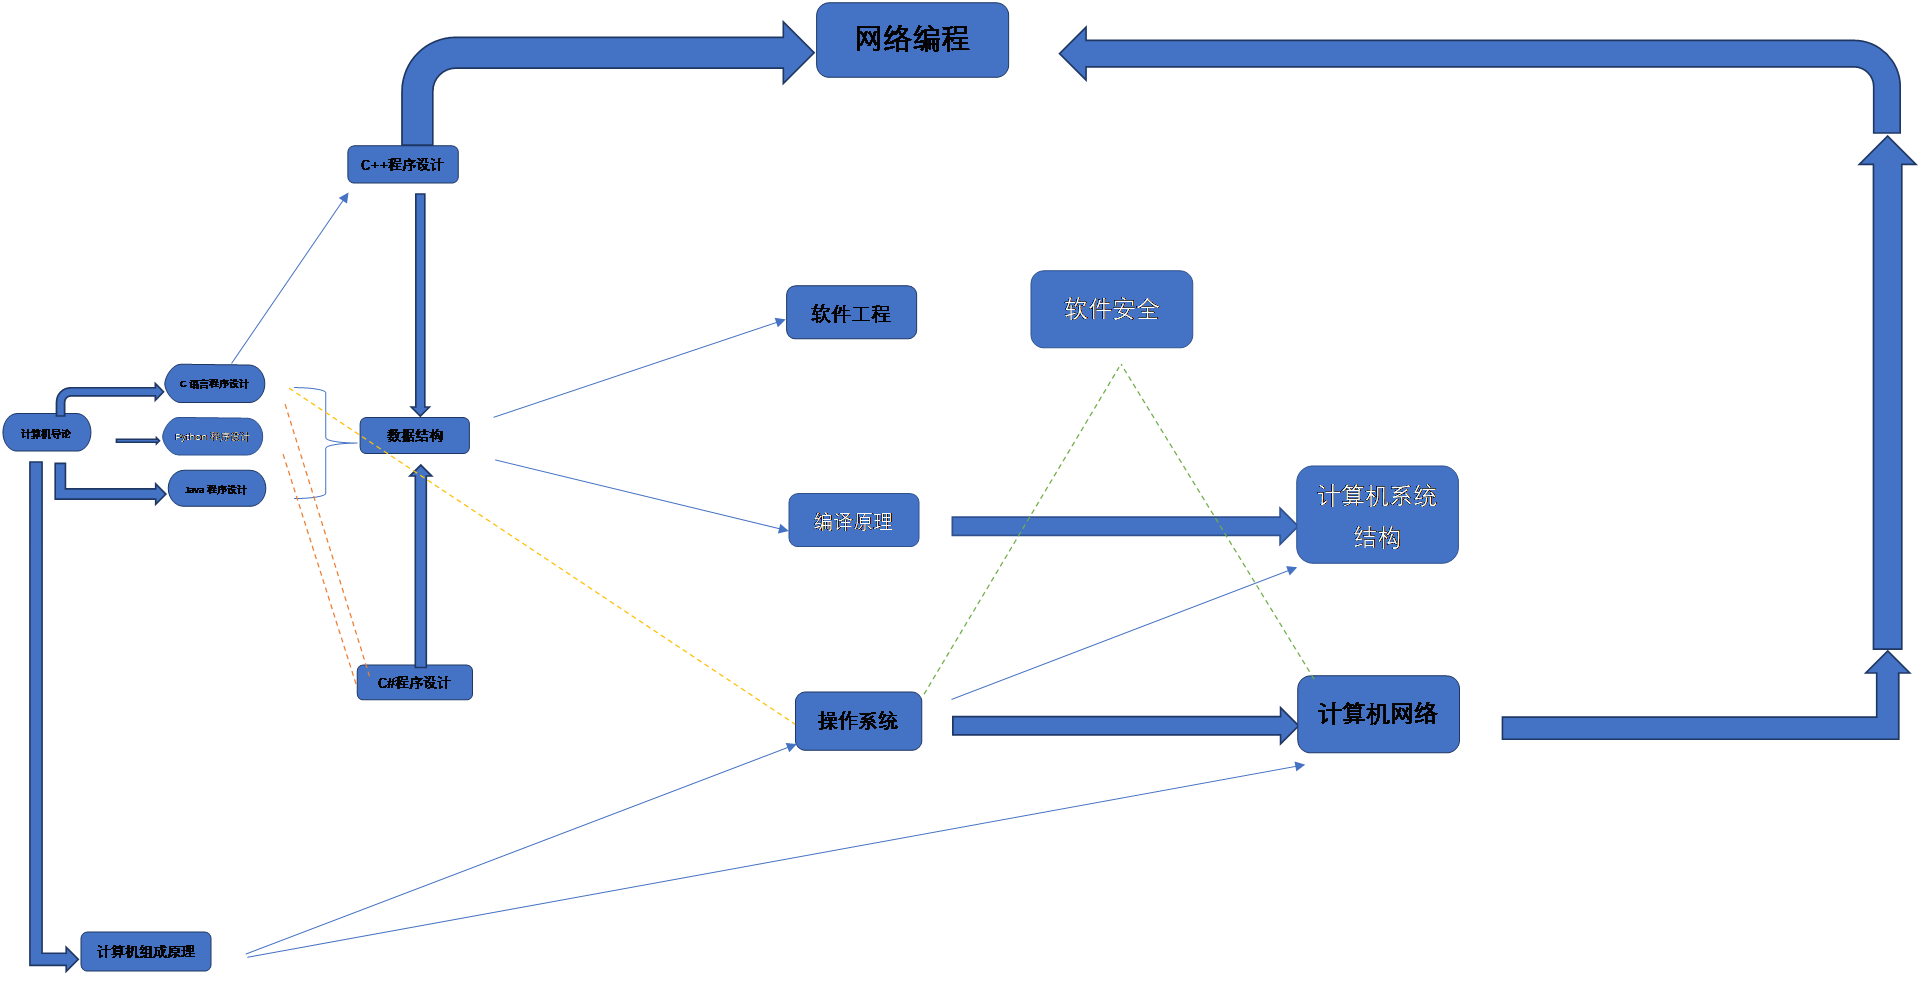 网络编程
C++程序设计
软件安全
软件工程
C 语言程序设计
计算机导论
Python 程序设计
数据结构
Java 程序设计
编译原理
计算机系统
结构
C#程序设计
操作系统
计算机网络
计算机组成原理